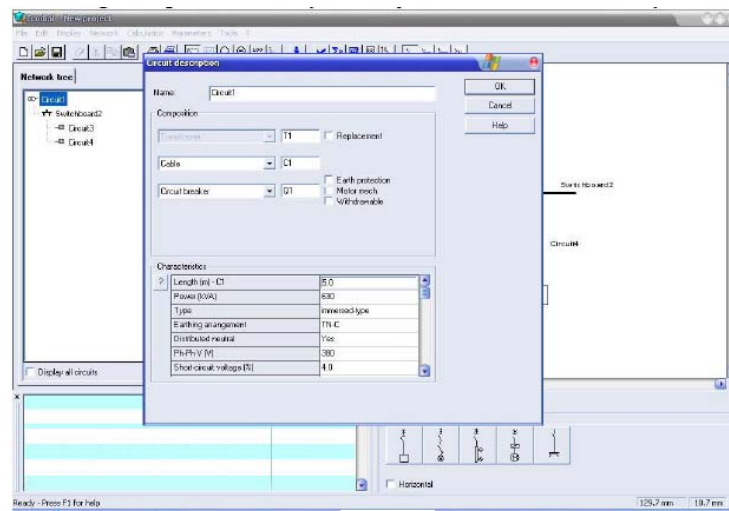 Ecodial - New project
File Edit Display Network Calculation Parameters Tools ?
Network tree
Circuit1
Switchboard2
Circuit3
Circuit4
Display all circuits
Circuit description
Name:
Circuit1
OK
Cancel
Help
Composition
Transformer
T1
Replacement
Cable
C1
Circuit breaker
Q1
Earth protection
Motor mech.
Withdrawable
Characteristics
?
Length (m) - C1
5.0
Power (kVA)
630
Type
immersed-type
Earthing arrangement
TN-C
Distributed neutral
Yes
Ph-Ph V (V)
380
Short-circuit voltage (%)
4.0
Switchboard2
Circuit4
Horizontal
Ready - Press F1 for help
129.7 mm
10.7 mm